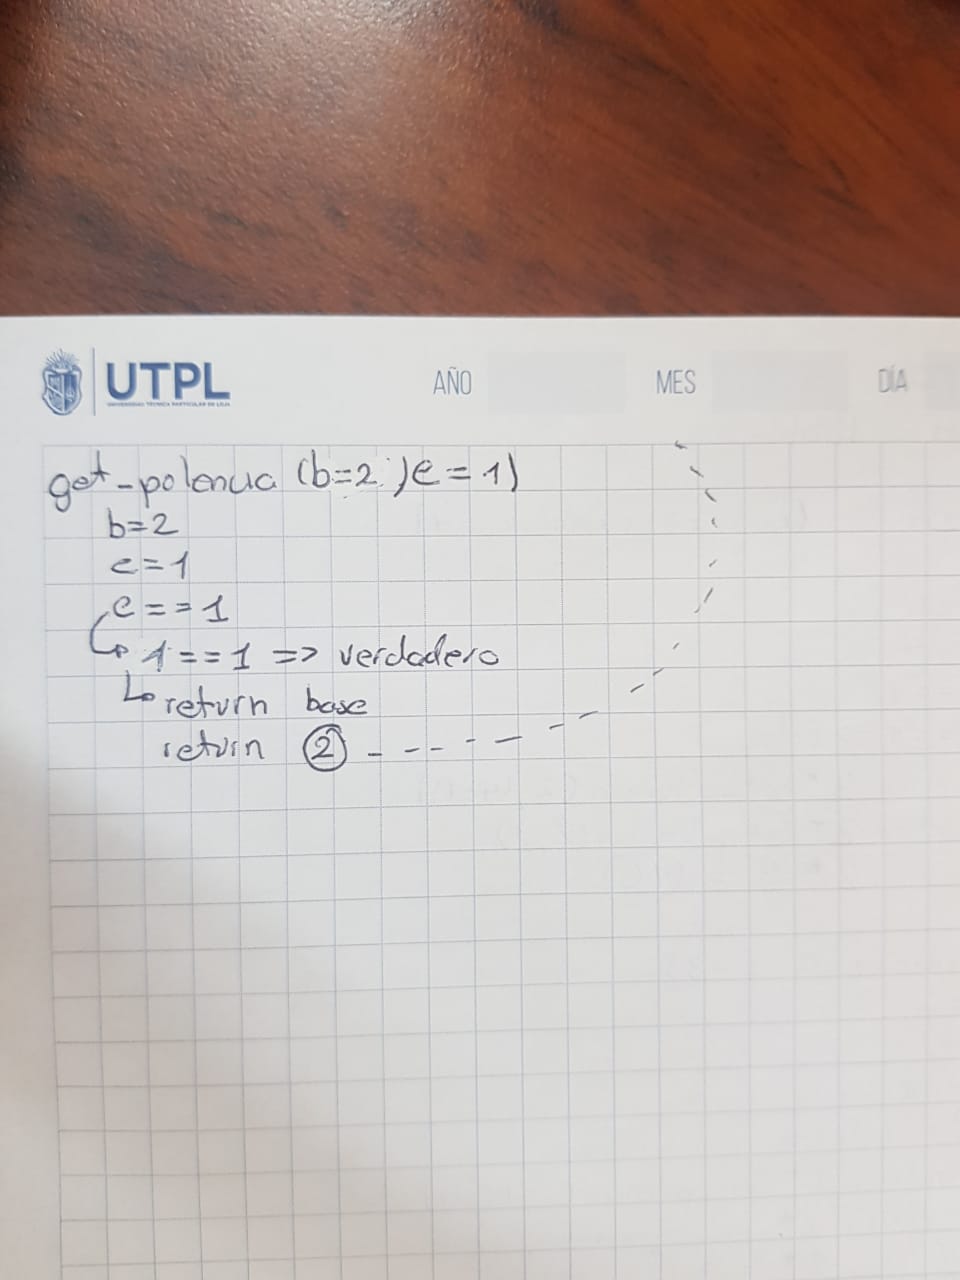 UTPL
UNIVERSIDAD TÉCNICA PARTICULAR DE LOJA
AÑO MES DÍA
get-potencia (b=2, e=1)
b=2
e=1
e==1
1==1 => verdadero
return base
return 2